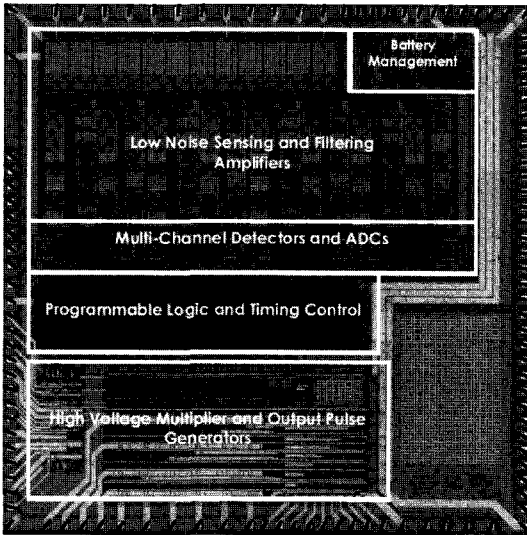 Battery
Management
Low Noise Sensing and Filtering
Amplifiers
Multi-Channel Detectors and ADCs
Programmable Logic and Timing Control
High Voltage Multiplier and Output Pulse
Generators